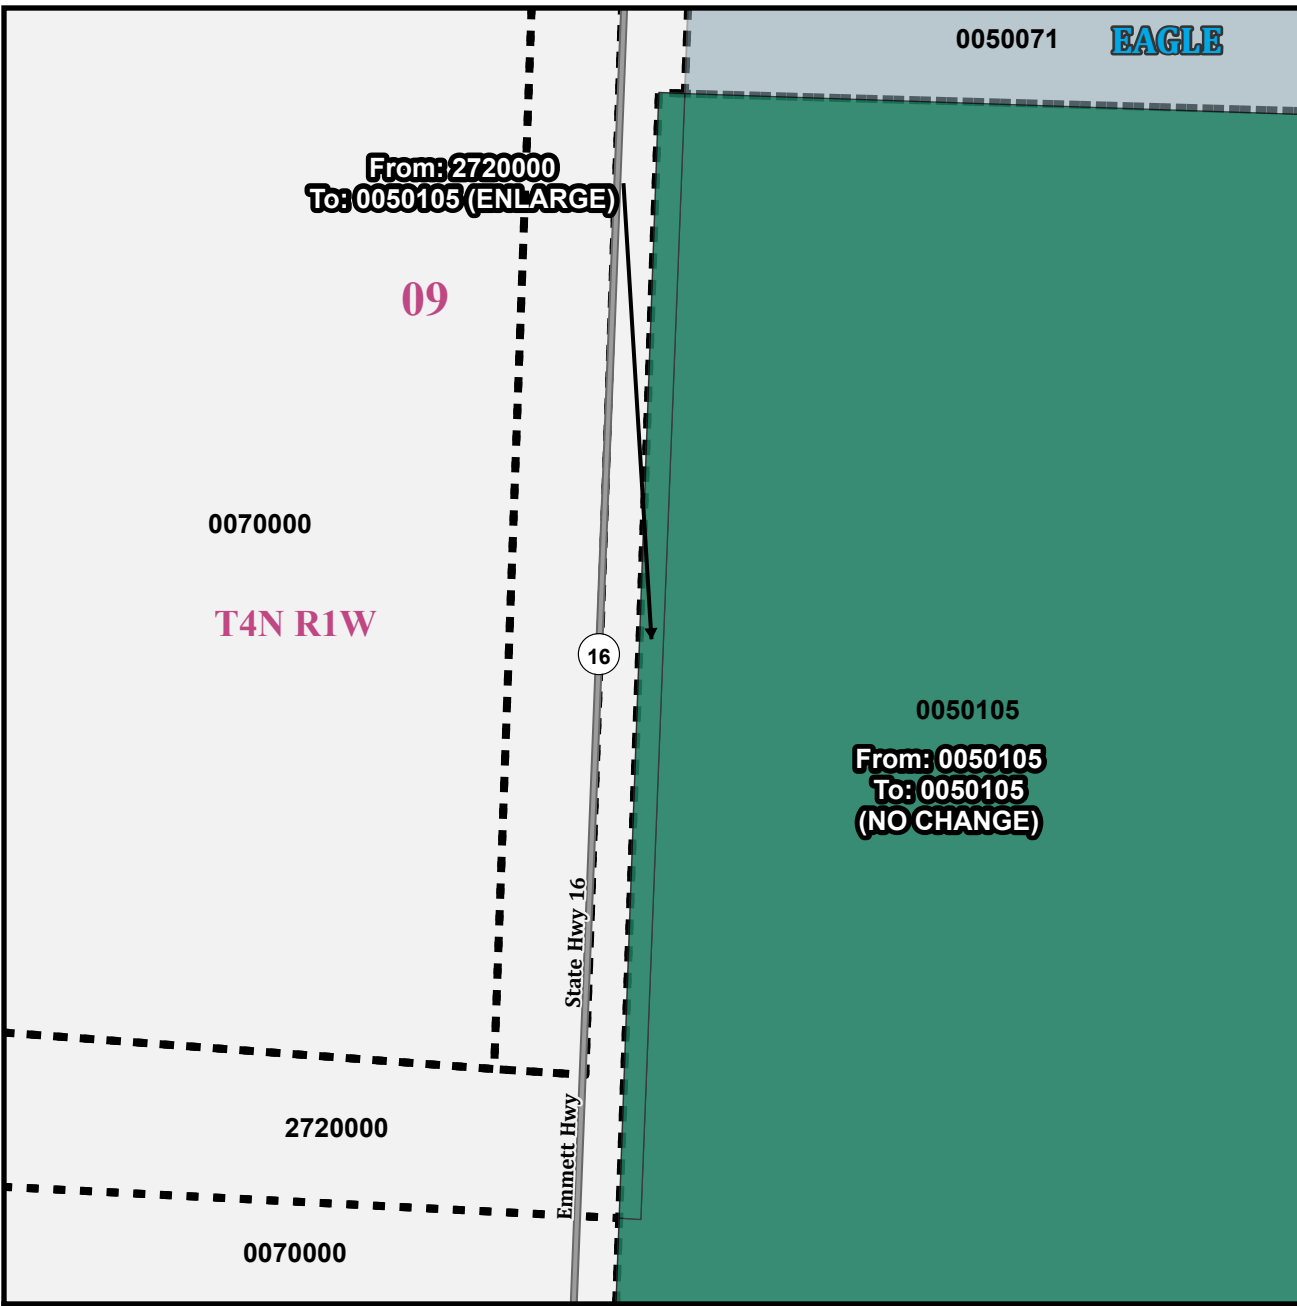 0050071 EAGLE
From: 2720000
To: 0050105 (ENLARGE)
09
0070000
T4N R1W
16
0050105
From: 0050105
To: 0050105
(NO CHANGE)
State Hwy 16
Emmett Hwy
2720000
0070000